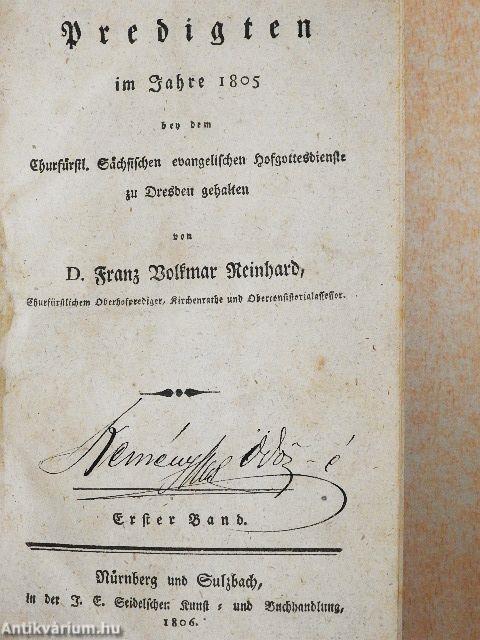 Predigten
im Jahre 1805
bey dem
Churfürstl. Sächsischen evangelischen Hofgottesdienste
zu Dresden gehalten
von
D. Franz Volkmar Reinhard,
Churfürstlichem Oberhofprediger, Kirchenrathe und Oberconsistorialassessor.
Erster Band.
Nürnberg und Sulzbach,
in der J. E. Seidelschen Kunst- und Buchhandlung,
1806.
Antikvárium.hu